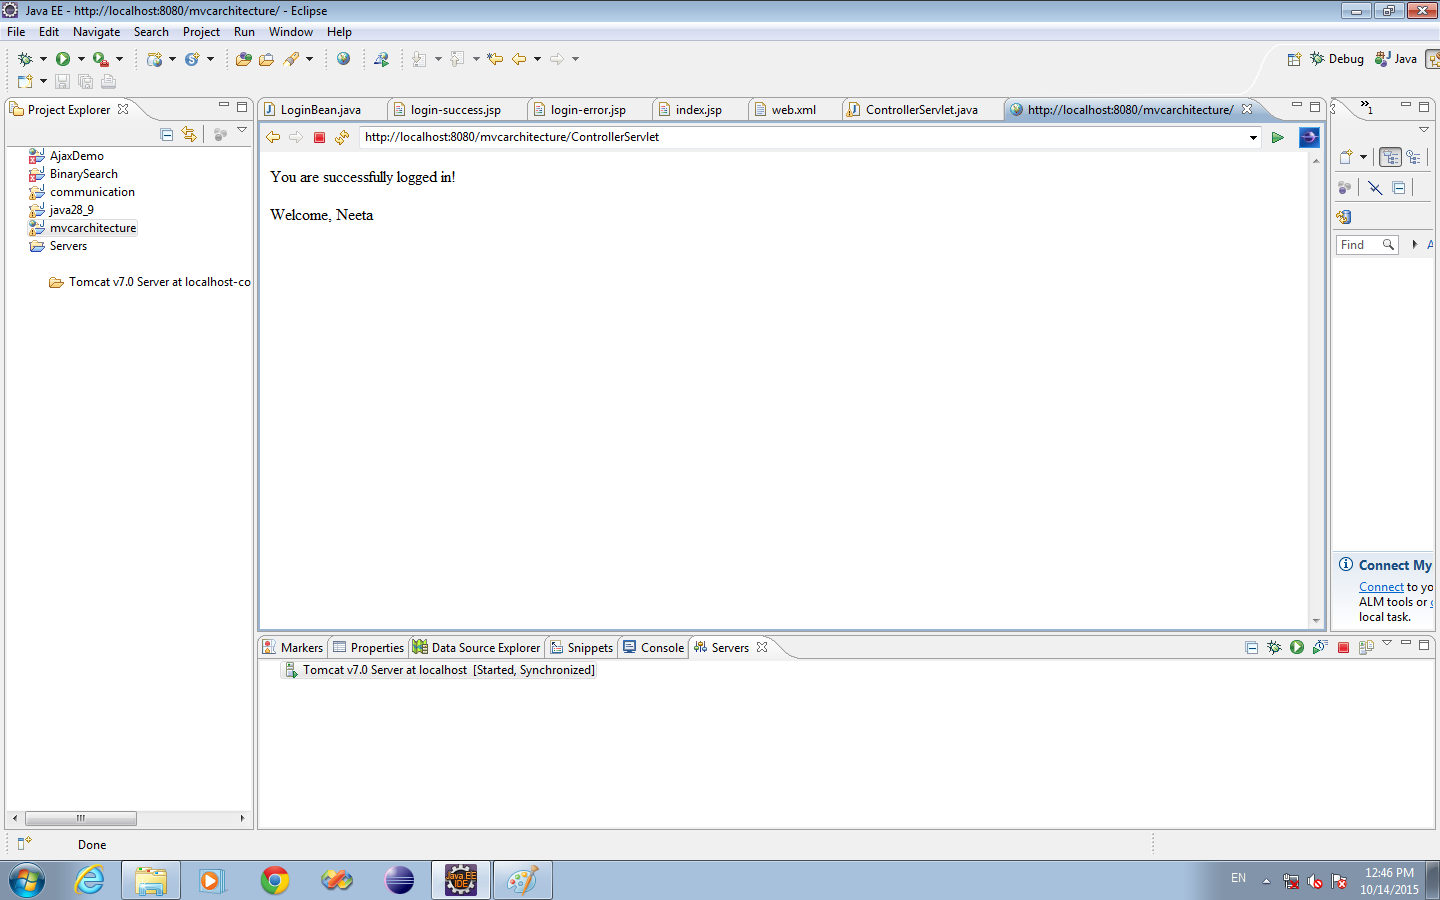 Java EE - http://localhost:8080/mvcarchitecture/ - Eclipse
File Edit Navigate Search Project Run Window Help
Debug Java
Project Explorer
LoginBean.java login-success.jsp login-error.jsp index.jsp web.xml ControllerServlet.java http://localhost:8080/mvcarchitecture/
1
http://localhost:8080/mvcarchitecture/ControllerServlet
AjaxDemo
BinarySearch
communication
java28_9
mvcarchitecture
Servers
Tomcat v7.0 Server at localhost-co
You are successfully logged in!
Welcome, Neeta
Find
Connect My
Connect to yo
ALM tools or
local task.
Markers Properties Data Source Explorer Snippets Console Servers
Tomcat v7.0 Server at localhost [Started, Synchronized]
Done
Java EE
IDE
EN
12:46 PM
10/14/2015